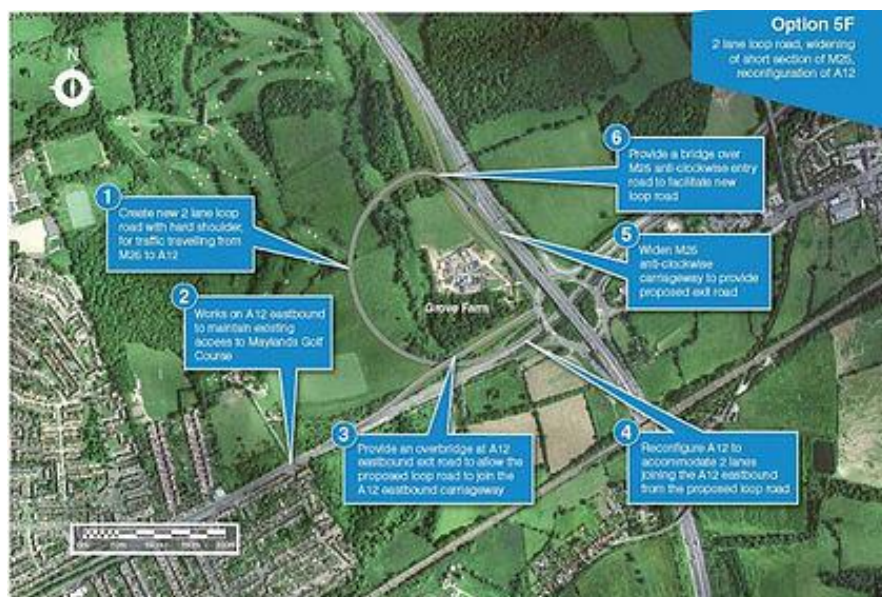 Option 5F
2 lane loop road, widening
of short section of M25,
reconfiguration of A12
N
6
Provide a bridge over
M25 anti-clockwise entry
road to facilitate new
loop road
1
Create new 2 lane loop
road with hard shoulder,
for traffic travelling from
M25 to A12
5
Widen M25
anti-clockwise
carriageway to provide
proposed exit road
2
Works on A12 eastbound
to maintain existing
access to Maylands Golf
Course
Grove Farm
3
Provide an overbridge at A12
eastbound exit road to allow the
proposed loop road to join the
A12 eastbound carriageway
4
Reconfigure A12 to
accommodate 2 lanes
joining the A12 eastbound
from the proposed loop road